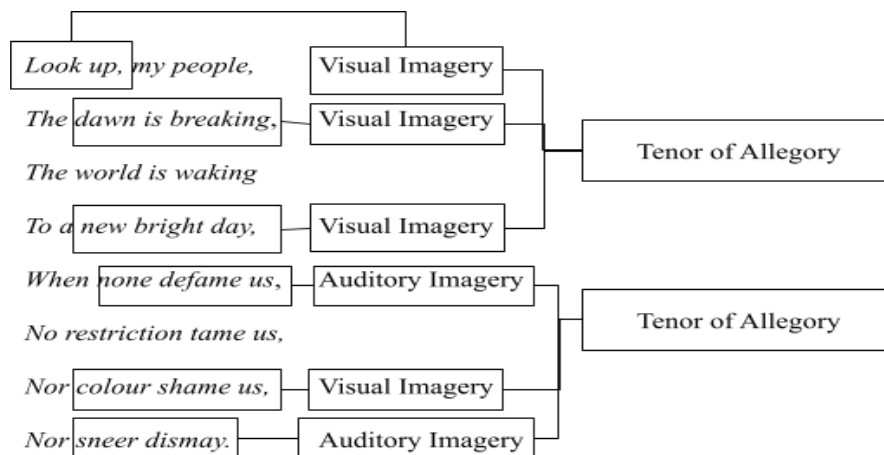 Look up, my people, Visual Imagery
The dawn is breaking, Visual Imagery
Tenor of Allegory
The world is waking
To a new bright day, Visual Imagery
When none defame us, Auditory Imagery
Tenor of Allegory
No restriction tame us,
Nor colour shame us, Visual Imagery
Nor sneer dismay. Auditory Imagery